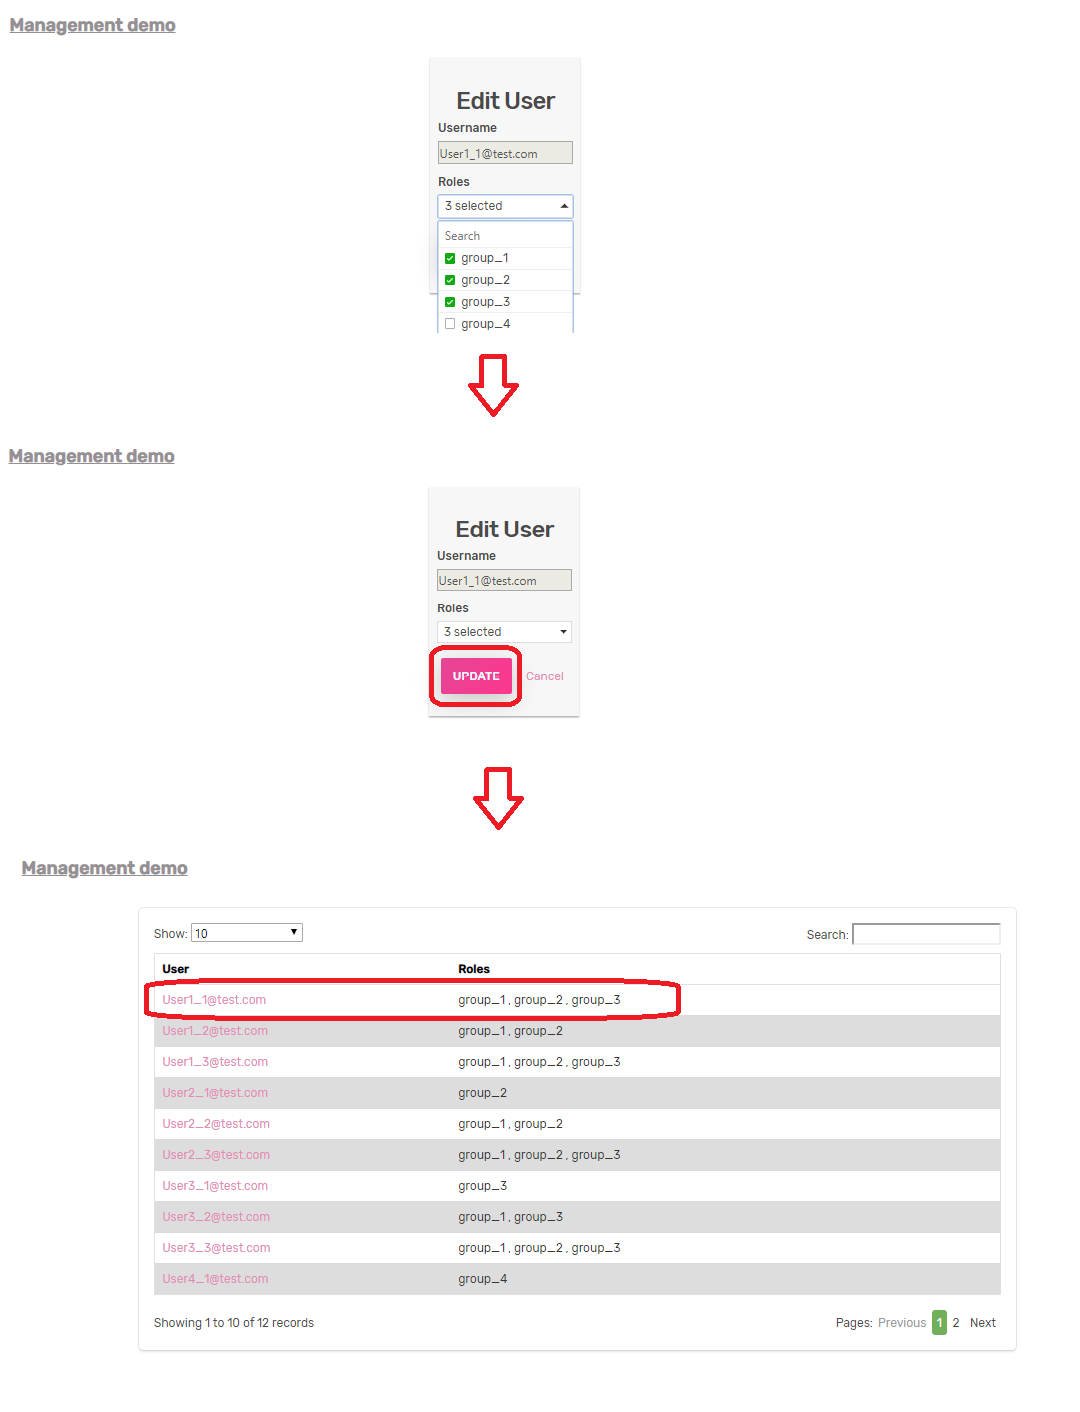 Management demo
Edit User
Username
User1_1@test.com
Roles
3 selected
Search
group_1
group_2
group_3
group_4
Management demo
Edit User
Username
User1_1@test.com
Roles
3 selected
UPDATE Cancel
Management demo
Show: 10 Search:
User Roles
User1_1@test.com group_1 , group_2 , group_3
User1_2@test.com group_1 , group_2
User1_3@test.com group_1 , group_2 , group_3
User2_1@test.com group_2
User2_2@test.com group_1 , group_2
User2_3@test.com group_1 , group_2 , group_3
User3_1@test.com group_3
User3_2@test.com group_1 , group_3
User3_3@test.com group_1 , group_2 , group_3
User4_1@test.com group_4
Showing 1 to 10 of 12 records Pages: Previous 1 2 Next